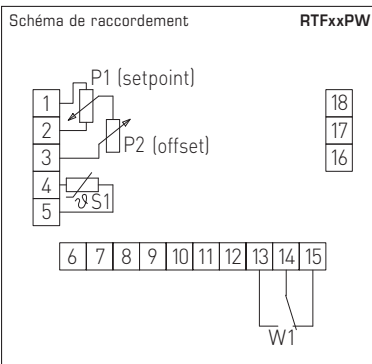 Schéma de raccordement RTFxxPW
P1 (setpoint)
1
2
3
P2 (offset)
4
5
ϑ S1
18
17
16
6 7 8 9 10 11 12 13 14 15
W1